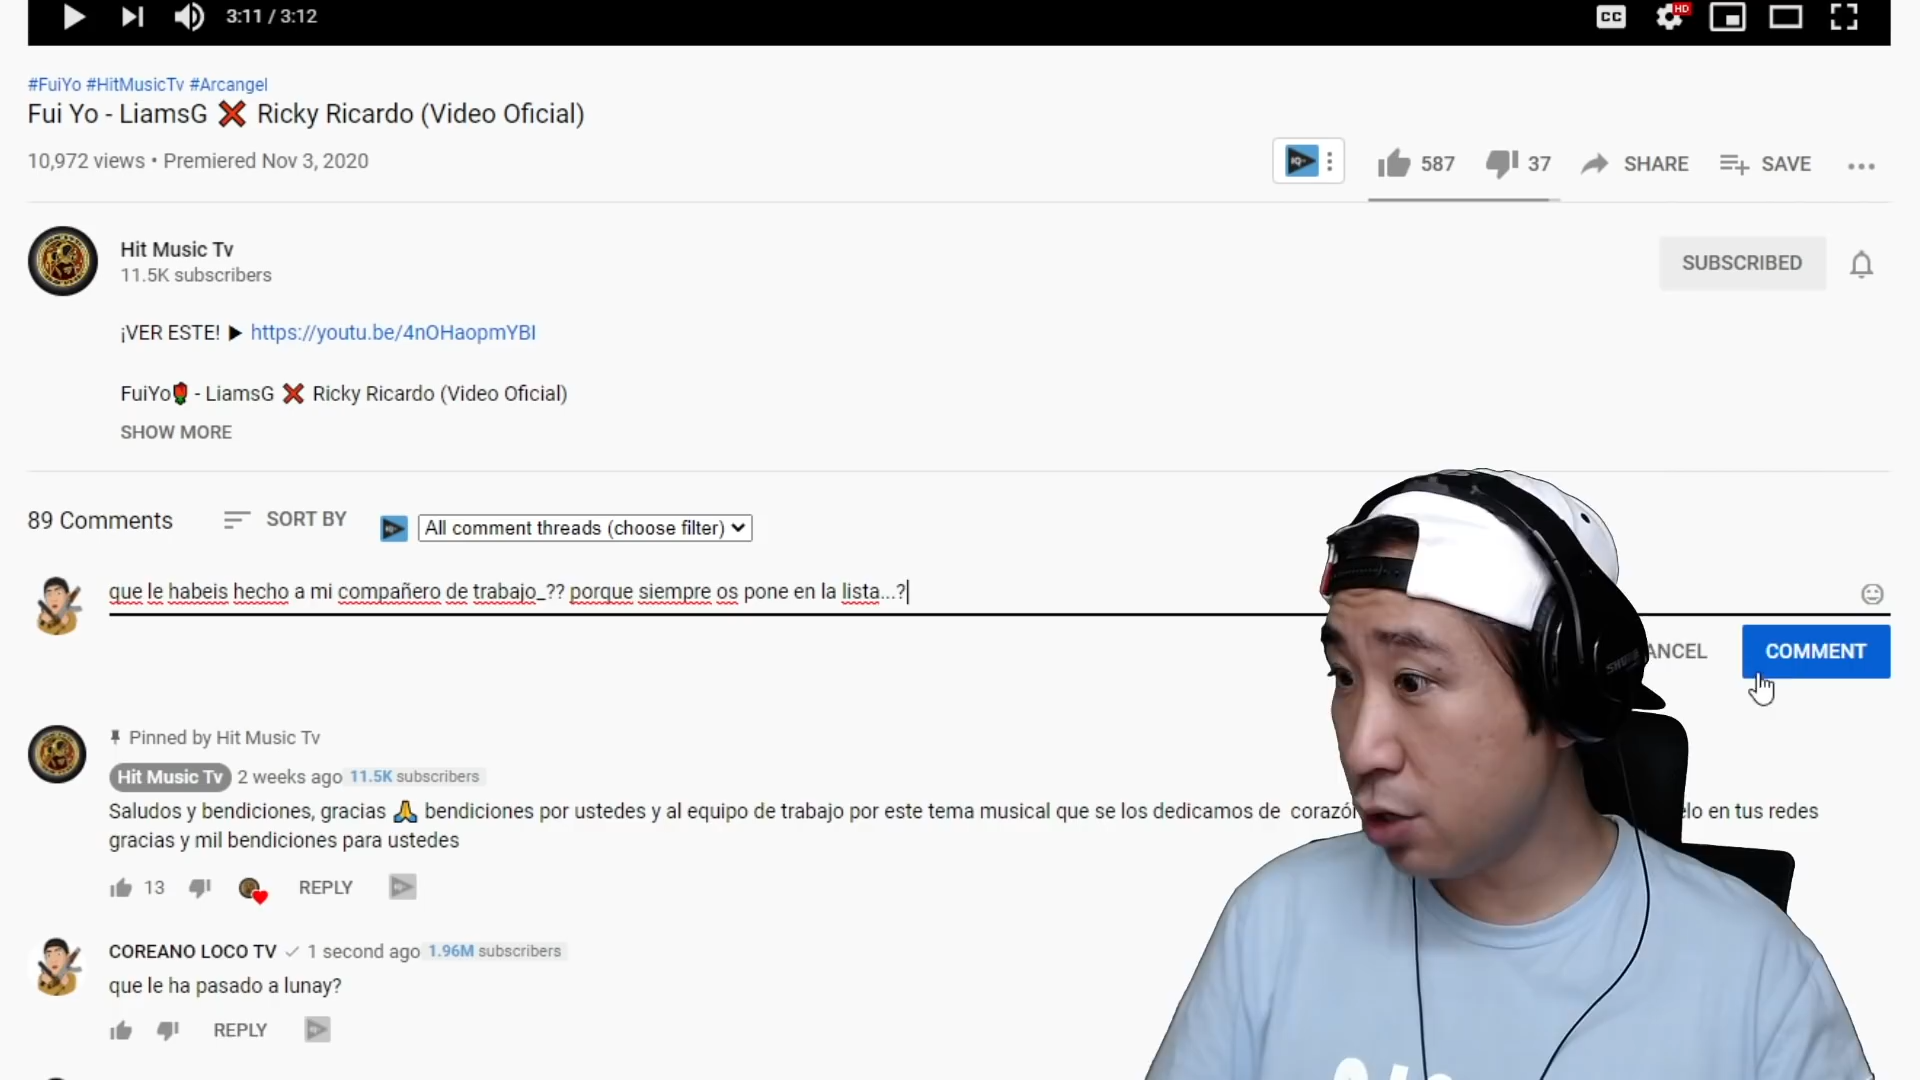 3:11 / 3:12
CC
HD
#FuiYo #HitMusicTv #Arcangel
Fui Yo - LiamsG ❌ Ricky Ricardo (Video Oficial)
10,972 views • Premiered Nov 3, 2020
587
37
SHARE
SAVE
Hit Music Tv
11.5K subscribers
SUBSCRIBED
¡VER ESTE! ▶ https://youtu.be/4nOHaopmYBI
FuiYo🌹 - LiamsG ❌ Ricky Ricardo (Video Oficial)
SHOW MORE
89 Comments
SORT BY
All comment threads (choose filter)
que le habeis hecho a mi compañero de trabajo_?? porque siempre os pone en la lista...?
ANCEL
COMMENT
Pinned by Hit Music Tv
Hit Music Tv 2 weeks ago 11.5K subscribers
Saludos y bendiciones, gracias 🙏 bendiciones por ustedes y al equipo de trabajo por este tema musical que se los dedicamos de corazón elo en tus redes
gracias y mil bendiciones para ustedes
13
REPLY
COREANO LOCO TV ✓ 1 second ago 1.96M subscribers
que le ha pasado a lunay?
REPLY